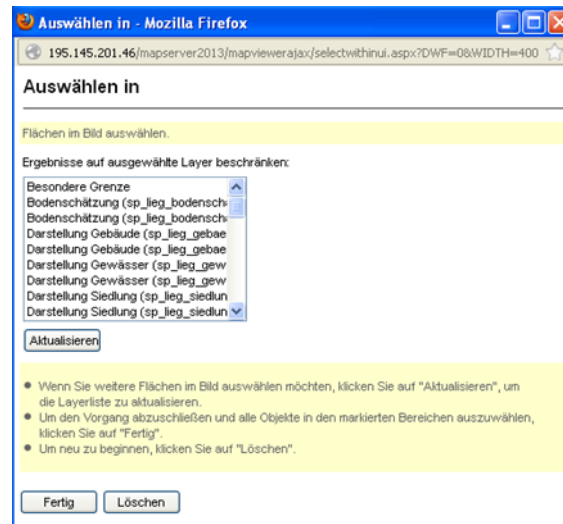 Auswählen in - Mozilla Firefox
195.145.201.46/mapserver2013/mapviewerajax/selectwithinui.aspx?DWF=0&WIDTH=400
Auswählen in
Flächen im Bild auswählen.
Ergebnisse auf ausgewählte Layer beschränken:
Besondere Grenze
Bodenschätzung (sp_lieg_bodensch
Bodenschätzung (sp_lieg_bodensch
Darstellung Gebäude (sp_lieg_gebae
Darstellung Gebäude (sp_lieg_gebae
Darstellung Gewässer (sp_lieg_gew
Darstellung Gewässer (sp_lieg_gew
Darstellung Siedlung (sp_lieg_siedlun
Darstellung Siedlung (sp_lieg_siedlun
Aktualisieren
• Wenn Sie weitere Flächen im Bild auswählen möchten, klicken Sie auf "Aktualisieren", um
die Layerliste zu aktualisieren.
• Um den Vorgang abzuschließen und alle Objekte in den markierten Bereichen auszuwählen,
klicken Sie auf "Fertig".
• Um neu zu beginnen, klicken Sie auf "Löschen".
Fertig Löschen